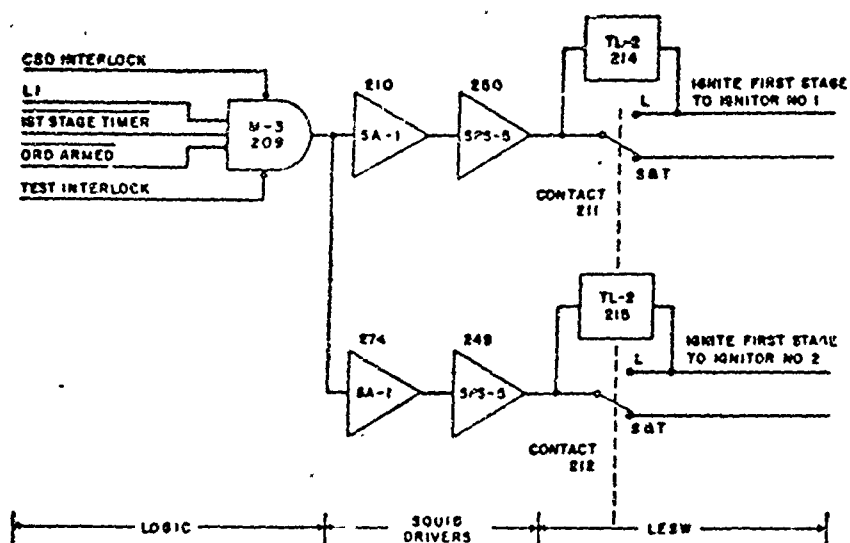 CSD INTERLOCK
L1
1ST STAGE TIMER
ORD ARMED
TEST INTERLOCK
M-3
209
210
SA-1
250
SPS-5
TL-2
214
L
IGNITE FIRST STAGE
TO IGNITOR NO 1
S&T
CONTACT
211
274
SA-1
249
SPS-5
TL-2
215
L
IGNITE FIRST STAGE
TO IGNITOR NO 2
S&T
CONTACT
212
LOGIC
SQUIB
DRIVERS
LESW